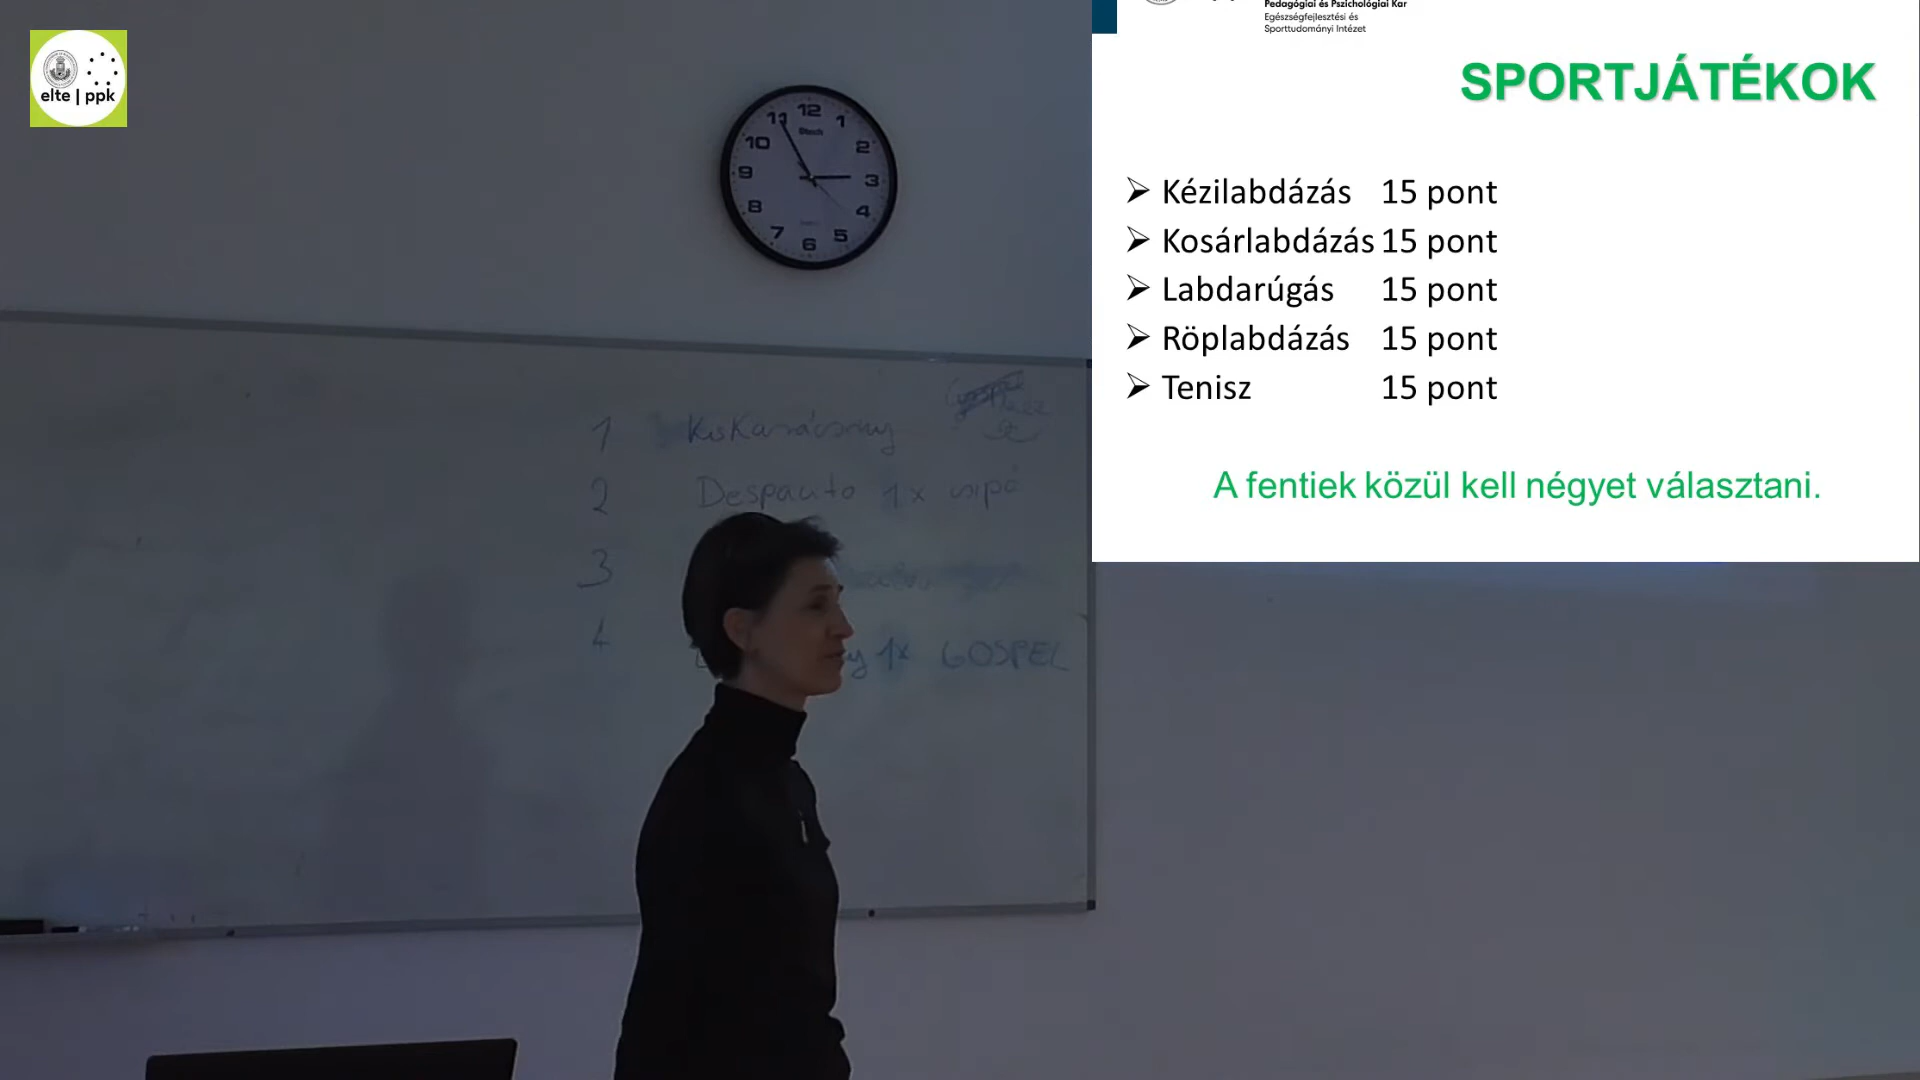 elte | ppk
12
11
1
10
2
9
3
8
4
7
5
6
Pedagógiai és Pszichológiai Kar
Egészségfejlesztési és
Sporttudományi Intézet
SPORTJÁTÉKOK
➢ Kézilabdázás 15 pont
➢ Kosárlabdázás 15 pont
➢ Labdarúgás 15 pont
➢ Röplabdázás 15 pont
➢ Tenisz 15 pont
A fentiek közül kell négyet választani.
1 Kiskarácsony
2 Despacito 1x
3
4 1x GOSPEL